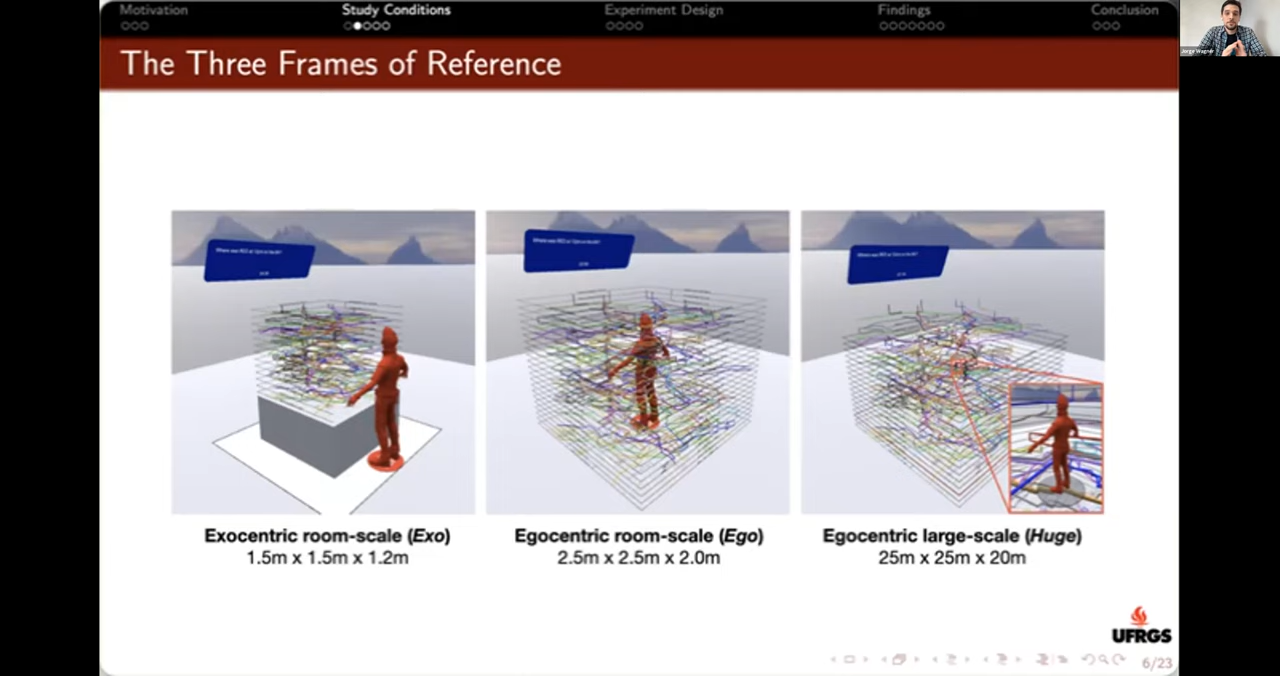 Motivation
Study Conditions
Experiment Design
Findings
Conclusion
Jorge Wagner
The Three Frames of Reference
Exocentric room-scale (Exo)
1.5m x 1.5m x 1.2m
Egocentric room-scale (Ego)
2.5m x 2.5m x 2.0m
Egocentric large-scale (Huge)
25m x 25m x 20m
UFRGS
6/23